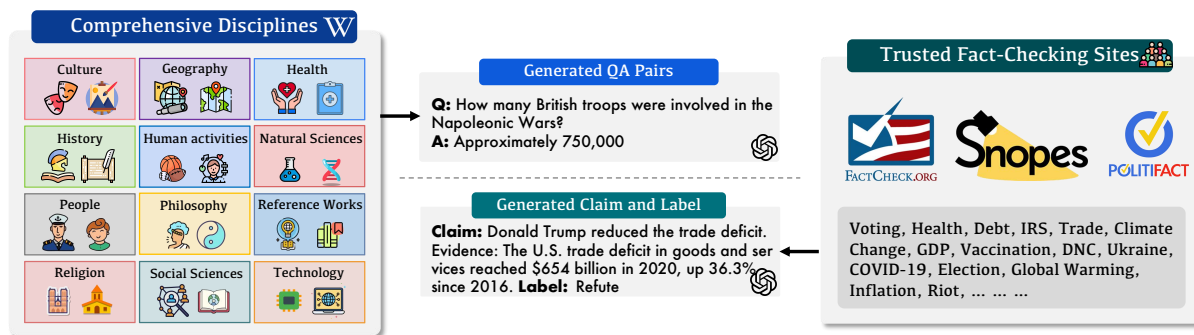 Comprehensive Disciplines W
Culture
Geography
Health
History
Human activities
Natural Sciences
People
Philosophy
Reference Works
Religion
Social Sciences
Technology
Generated QA Pairs
Q: How many British troops were involved in the
Napoleonic Wars?
A: Approximately 750,000
Generated Claim and Label
Claim: Donald Trump reduced the trade deficit.
Evidence: The U.S. trade deficit in goods and ser
vices reached $654 billion in 2020, up 36.3%
since 2016. Label: Refute
Trusted Fact-Checking Sites
FACTCHECK.ORG
Snopes
POLITIFACT
Voting, Health, Debt, IRS, Trade, Climate
Change, GDP, Vaccination, DNC, Ukraine,
COVID-19, Election, Global Warming,
Inflation, Riot, ... ... ...